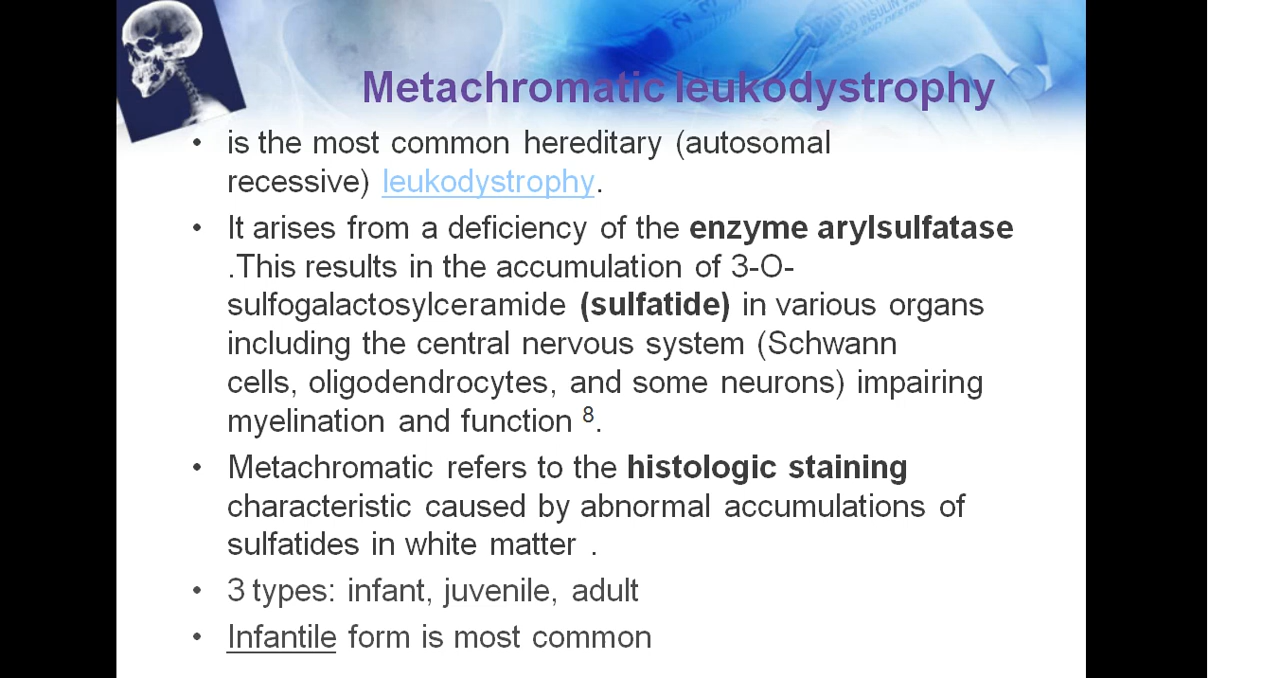 Metachromatic leukodystrophy
• is the most common hereditary (autosomal
recessive) leukodystrophy.
• It arises from a deficiency of the enzyme arylsulfatase
.This results in the accumulation of 3-O-
sulfogalactosylceramide (sulfatide) in various organs
including the central nervous system (Schwann
cells, oligodendrocytes, and some neurons) impairing
myelination and function 8.
• Metachromatic refers to the histologic staining
characteristic caused by abnormal accumulations of
sulfatides in white matter .
• 3 types: infant, juvenile, adult
• Infantile form is most common